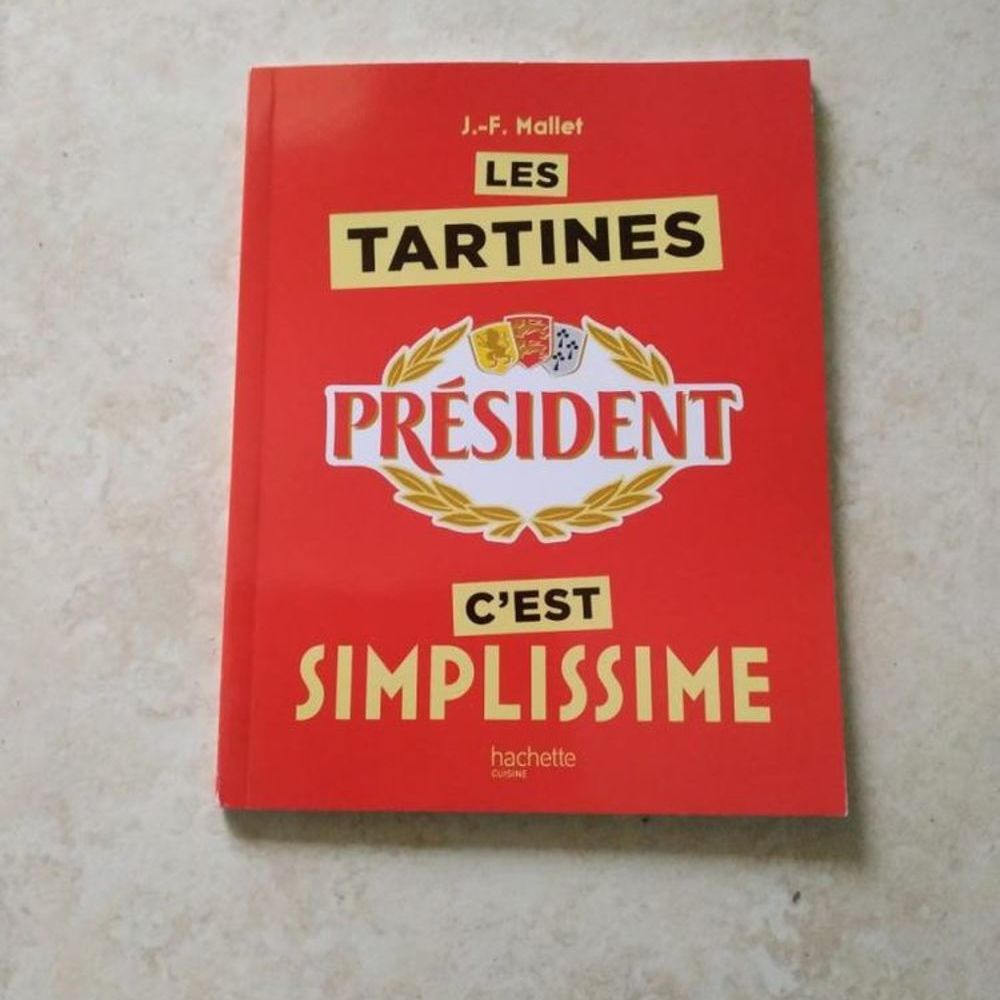 J.-F. Mallet
LES
TARTINES
PRÉSIDENT
C'EST
SIMPLISSIME
hachette
CUISINE